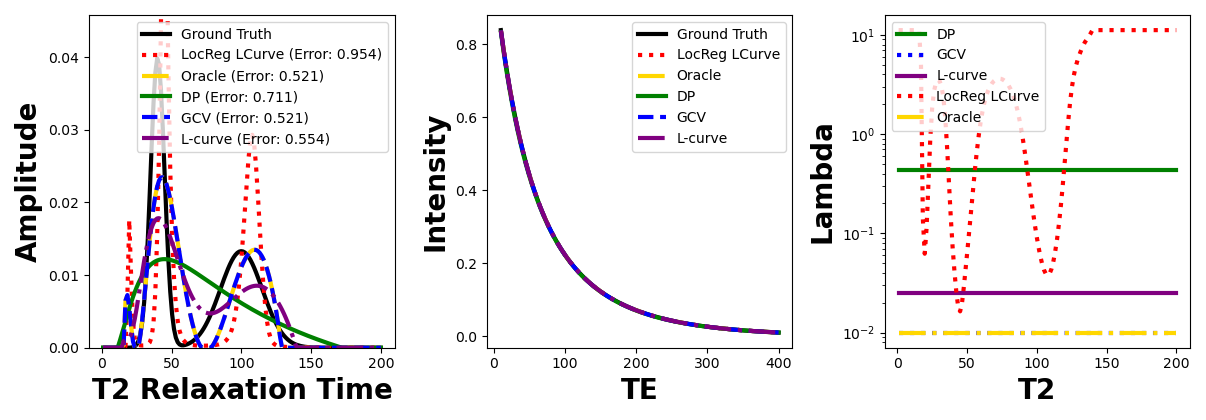 Amplitude
0.04
0.03
0.02
0.01
0.00
0
50
100
150
200
T2 Relaxation Time
Ground Truth
LocReg LCurve (Error: 0.954)
Oracle (Error: 0.521)
DP (Error: 0.711)
GCV (Error: 0.521)
L-curve (Error: 0.554)
Intensity
0.8
0.6
0.4
0.2
0.0
0
100
200
300
400
TE
Ground Truth
LocReg LCurve
Oracle
DP
GCV
L-curve
Lambda
10¹
10⁰
10⁻¹
10⁻²
0
50
100
150
200
T2
DP
GCV
L-curve
LocReg LCurve
Oracle